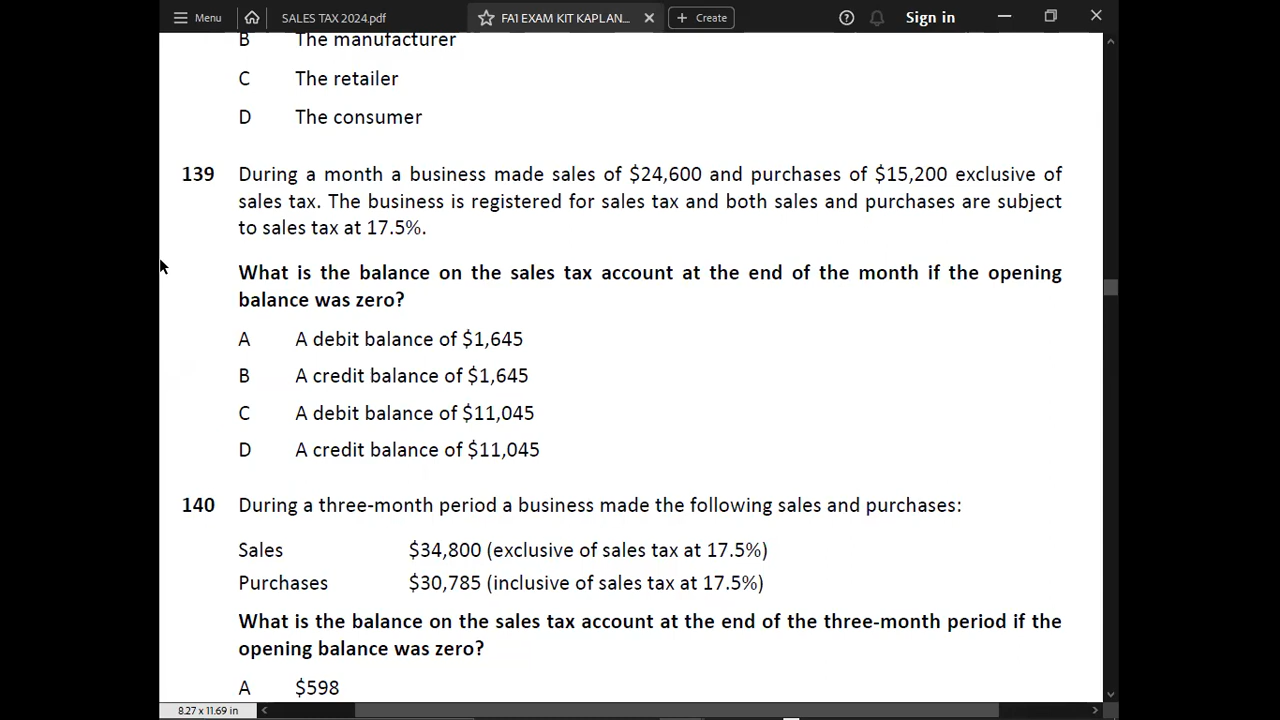 Menu SALES TAX 2024.pdf FA1 EXAM KIT KAPLAN... Create Sign in
B The manufacturer
C The retailer
D The consumer
139 During a month a business made sales of $24,600 and purchases of $15,200 exclusive of
sales tax. The business is registered for sales tax and both sales and purchases are subject
to sales tax at 17.5%.
What is the balance on the sales tax account at the end of the month if the opening
balance was zero?
A A debit balance of $1,645
B A credit balance of $1,645
C A debit balance of $11,045
D A credit balance of $11,045
140 During a three-month period a business made the following sales and purchases:
Sales $34,800 (exclusive of sales tax at 17.5%)
Purchases $30,785 (inclusive of sales tax at 17.5%)
What is the balance on the sales tax account at the end of the three-month period if the
opening balance was zero?
A $598
8.27 x 11.69 in